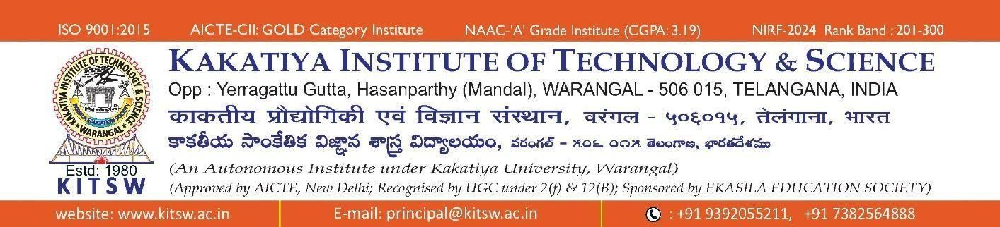 ISO 9001:2015 AICTE-CII: GOLD Category Institute NAAC-'A' Grade Institute (CGPA: 3.19) NIRF-2024 Rank Band : 201-300
KAKATIYA INSTITUTE OF TECHNOLOGY & SCIENCE
Opp : Yerragattu Gutta, Hasanparthy (Mandal), WARANGAL - 506 015, TELANGANA, INDIA
काकतीय प्रौद्योगिकी एवं विज्ञान संस्थान, वरंगल - ५०६०१५, तेलंगाना, भारत
కాకతీయ సాంకేతిక విజ్ఞాన శాస్త్ర విద్యాలయం, వరంగల్ - ౫౦౬ ౦౧౫ తెలంగాణ, భారతదేశము
(An Autonomous Institute under Kakatiya University, Warangal)
(Approved by AICTE, New Delhi; Recognised by UGC under 2(f) & 12(B); Sponsored by EKASILA EDUCATION SOCIETY)
KAKATIYA INSTITUTE OF TECHNOLOGY & SCIENCE
EKASILA EDUCATION SOCIETY
* WARANGAL *
Estd: 1980
KITSW
website: www.kitsw.ac.in E-mail: principal@kitsw.ac.in : +91 9392055211, +91 7382564888